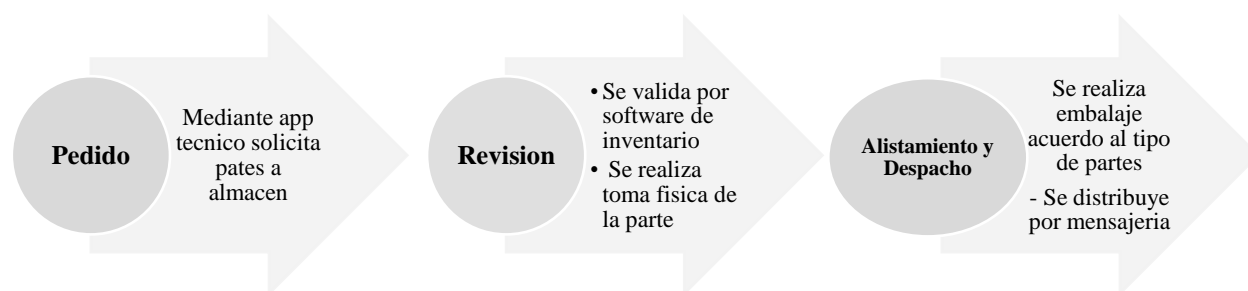 Pedido
Mediante app
tecnico solicita
pates a
almacen
Revision
• Se valida por
software de
inventario
• Se realiza
toma fisica de
la parte
Alistamiento y
Despacho
Se realiza
embalaje
acuerdo al tipo
de partes
- Se distribuye
por mensajeria